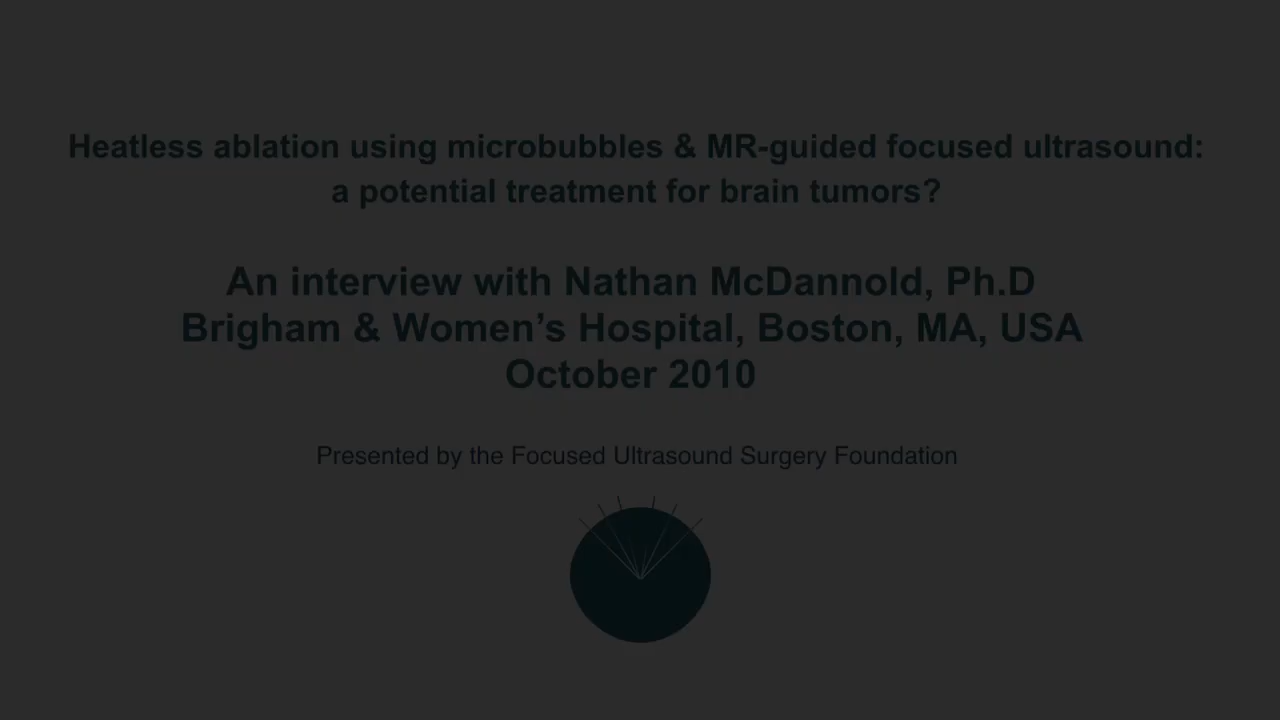 Heatless ablation using microbubbles & MR-guided focused ultrasound:
a potential treatment for brain tumors?
An interview with Nathan McDannold, Ph.D
Brigham & Women’s Hospital, Boston, MA, USA
October 2010
Presented by the Focused Ultrasound Surgery Foundation